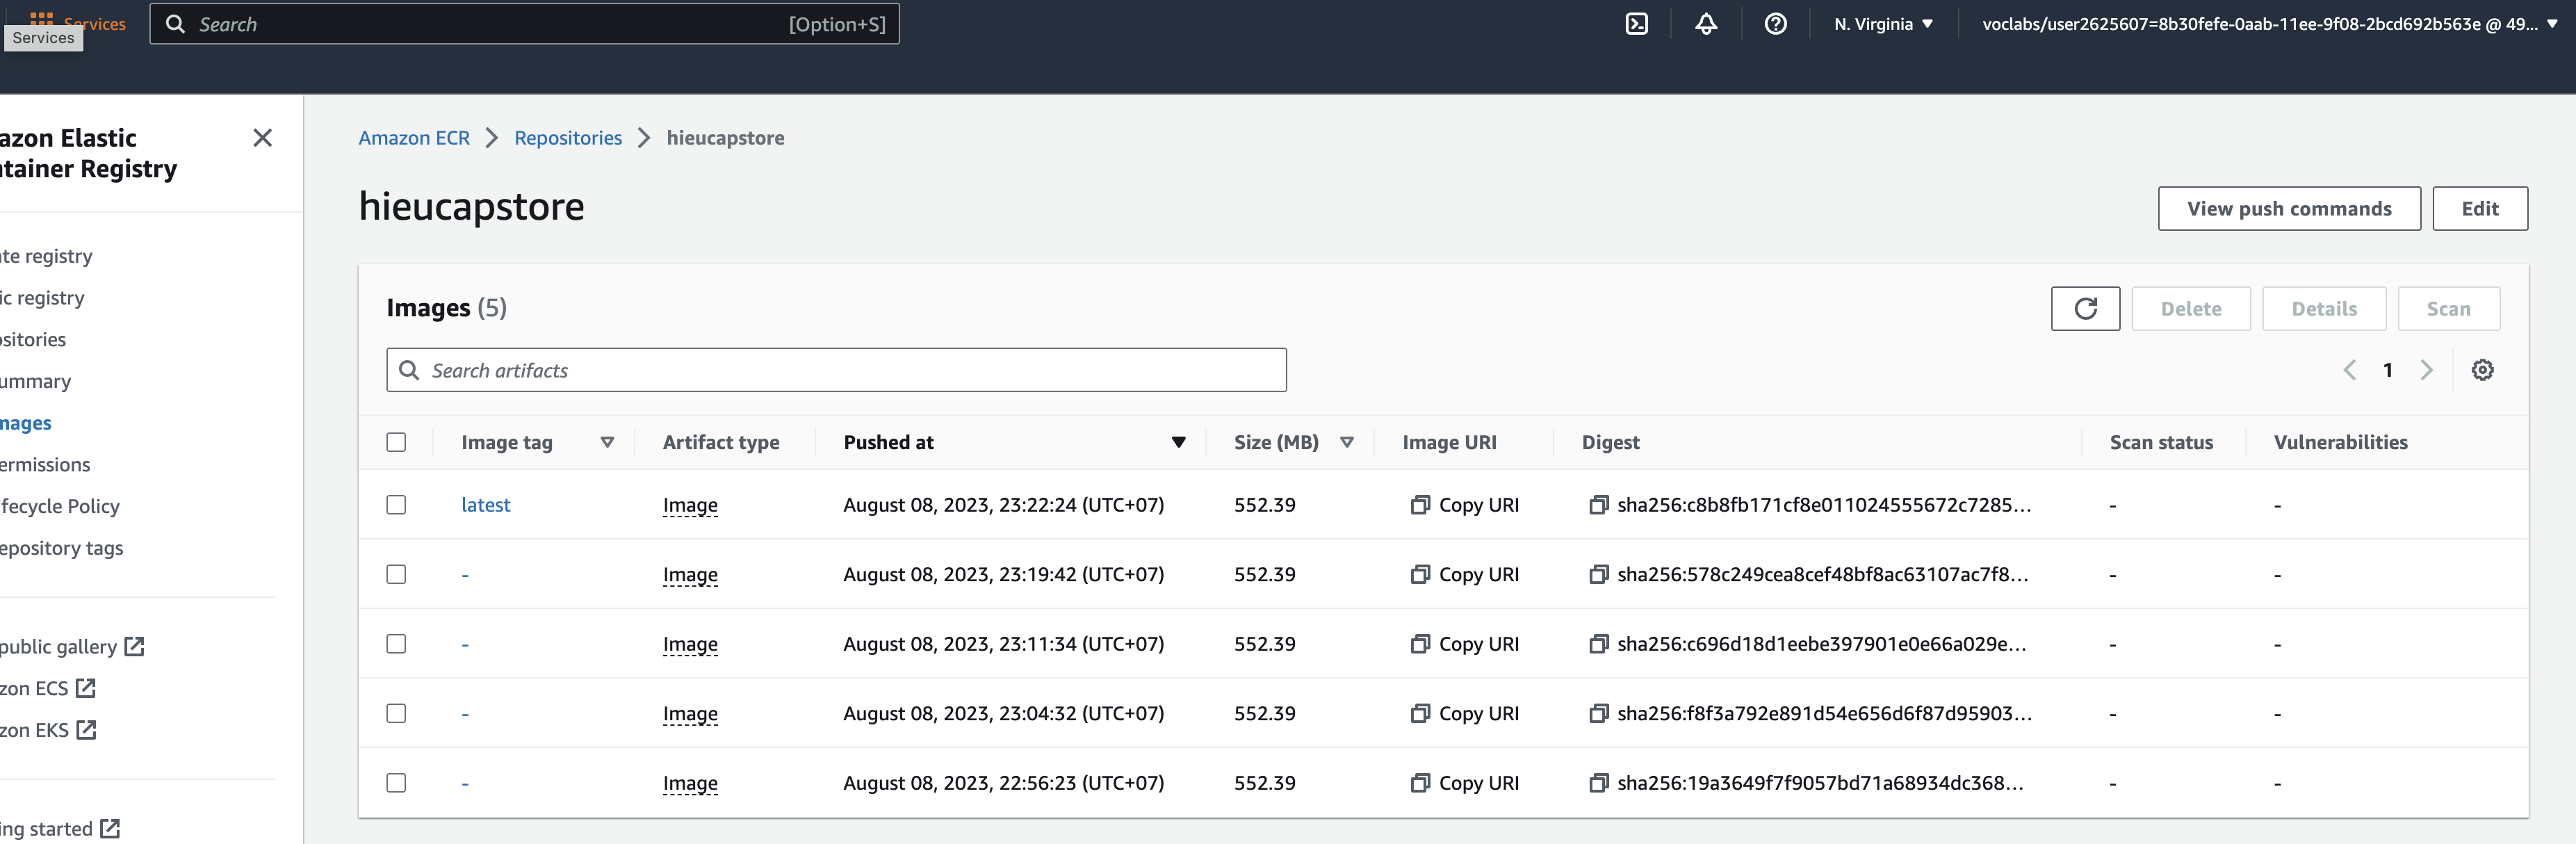 Services
Services
Search
[Option+S]
N. Virginia
voclabs/user2625607=8b30fefe-0aab-11ee-9f08-2bcd692b563e @ 49...
azon Elastic
ntainer Registry
te registry
ic registry
ositories
ummary
mages
ermissions
ifecycle Policy
epository tags
public gallery
zon ECS
zon EKS
ing started
Amazon ECR > Repositories > hieucapstore
hieucapstore
View push commands
Edit
Images (5)
Delete
Details
Scan
Search artifacts
1
Image tag Artifact type Pushed at Size (MB) Image URI Digest Scan status Vulnerabilities
latest Image August 08, 2023, 23:22:24 (UTC+07) 552.39 Copy URI sha256:c8b8fb171cf8e011024555672c7285... - -
- Image August 08, 2023, 23:19:42 (UTC+07) 552.39 Copy URI sha256:578c249cea8cef48bf8ac63107ac7f8... - -
- Image August 08, 2023, 23:11:34 (UTC+07) 552.39 Copy URI sha256:c696d18d1eebe397901e0e66a029e... - -
- Image August 08, 2023, 23:04:32 (UTC+07) 552.39 Copy URI sha256:f8f3a792e891d54e656d6f87d95903... - -
- Image August 08, 2023, 22:56:23 (UTC+07) 552.39 Copy URI sha256:19a3649f7f9057bd71a68934dc368... - -